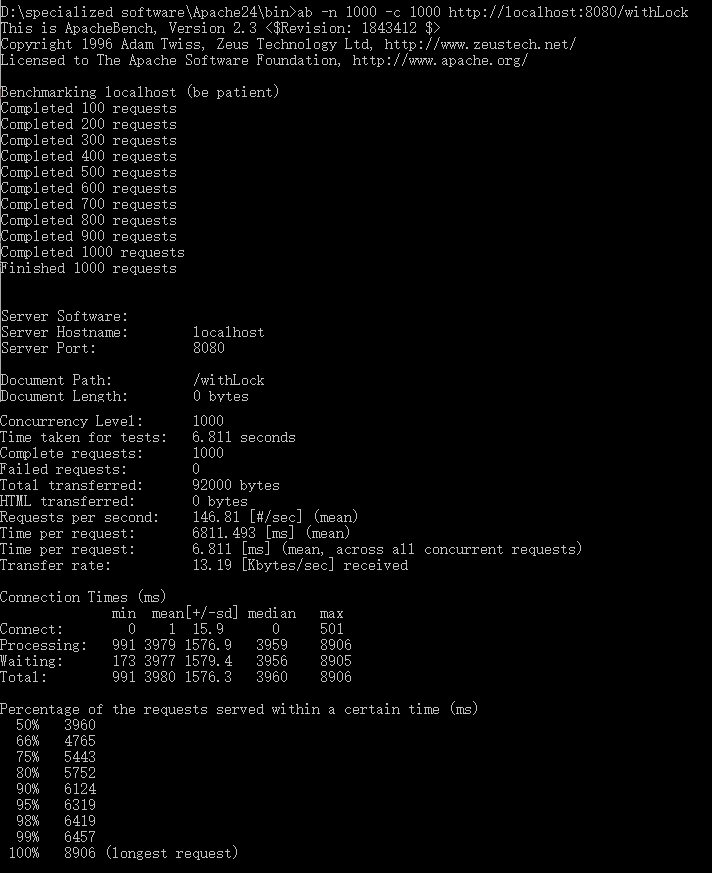 D:\specialized software\Apache24\bin>ab -n 1000 -c 1000 http://localhost:8080/withLock
This is ApacheBench, Version 2.3 <$Revision: 1843412 $>
Copyright 1996 Adam Twiss, Zeus Technology Ltd, http://www.zeustech.net/
Licensed to The Apache Software Foundation, http://www.apache.org/

Benchmarking localhost (be patient)
Completed 100 requests
Completed 200 requests
Completed 300 requests
Completed 400 requests
Completed 500 requests
Completed 600 requests
Completed 700 requests
Completed 800 requests
Completed 900 requests
Completed 1000 requests
Finished 1000 requests


Server Software:
Server Hostname:        localhost
Server Port:            8080

Document Path:          /withLock
Document Length:        0 bytes

Concurrency Level:      1000
Time taken for tests:   6.811 seconds
Complete requests:      1000
Failed requests:        0
Total transferred:      92000 bytes
HTML transferred:       0 bytes
Requests per second:    146.81 [#/sec] (mean)
Time per request:       6811.493 [ms] (mean)
Time per request:       6.811 [ms] (mean, across all concurrent requests)
Transfer rate:          13.19 [Kbytes/sec] received

Connection Times (ms)
              min  mean[+/-sd] median   max
Connect:        0    1  15.9      0     501
Processing:   991 3979 1576.9   3959    8906
Waiting:      173 3977 1579.4   3956    8905
Total:        991 3980 1576.3   3960    8906

Percentage of the requests served within a certain time (ms)
  50%   3960
  66%   4765
  75%   5443
  80%   5752
  90%   6124
  95%   6319
  98%   6419
  99%   6457
 100%   8906 (longest request)